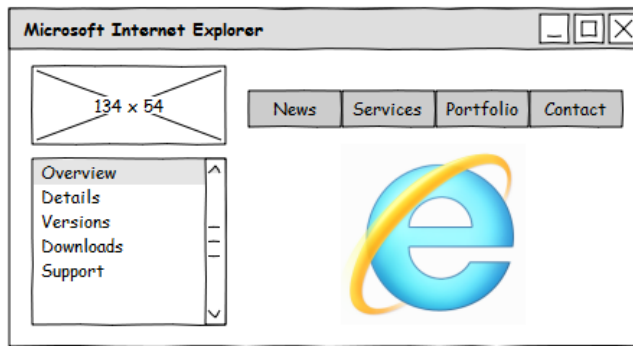 Microsoft Internet Explorer
134 x 54
News Services Portfolio Contact
Overview
Details
Versions
Downloads
Support